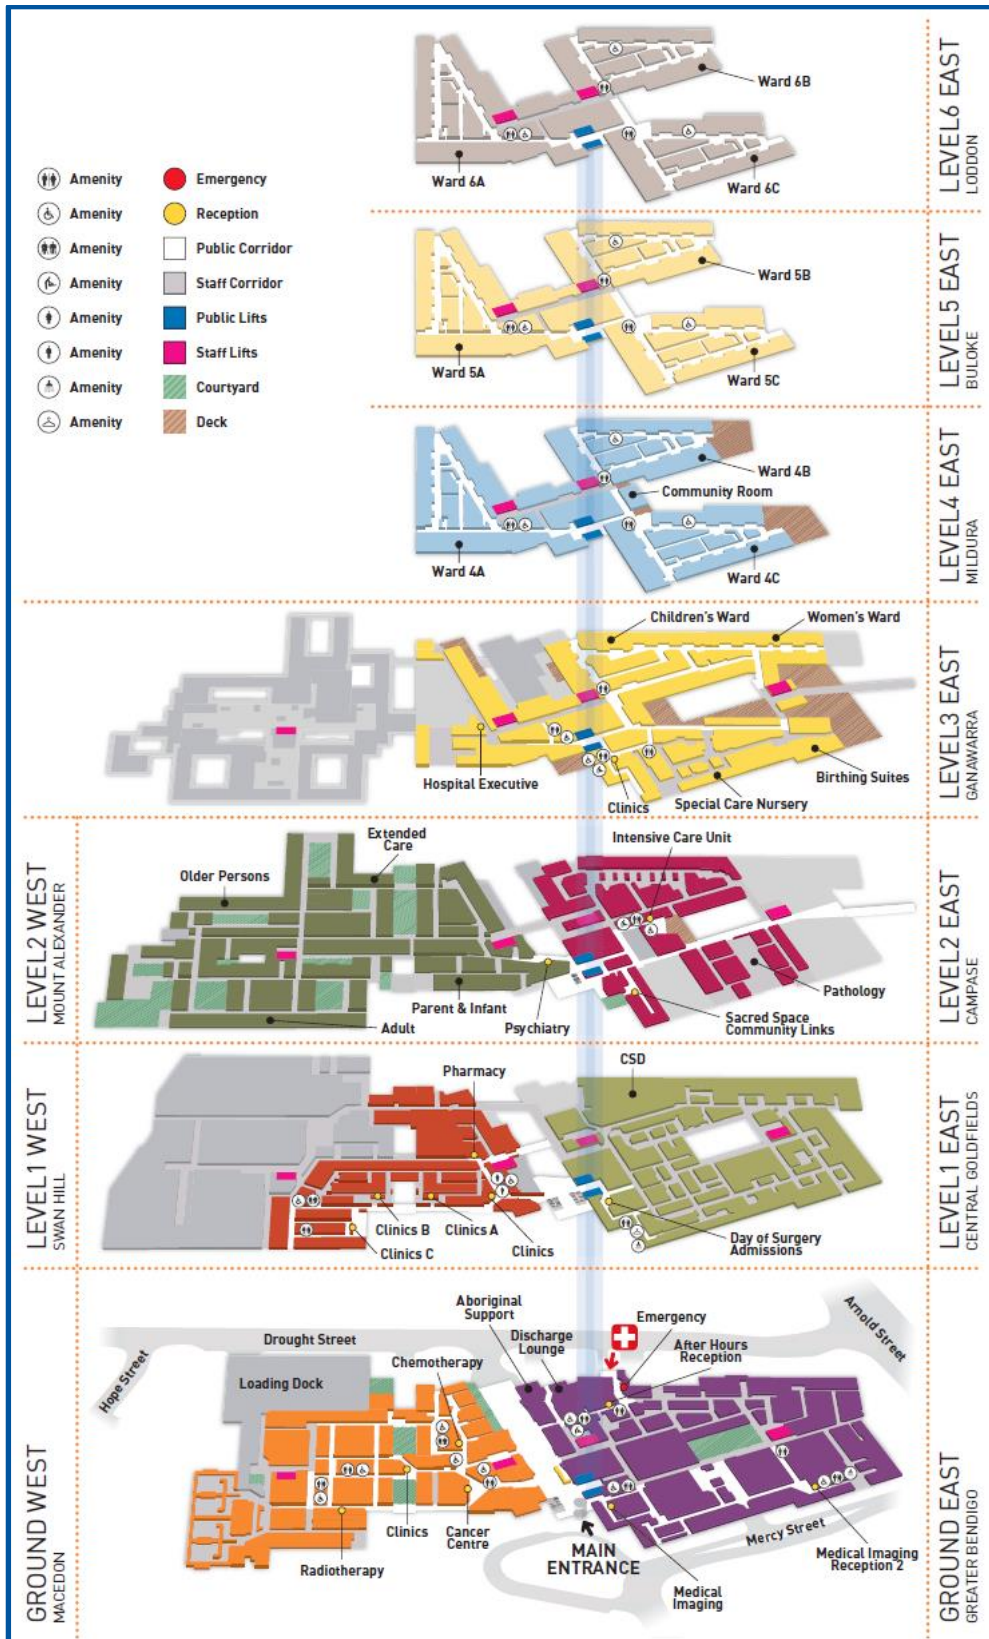 LEVEL6 EAST
LODDON
Ward 6B
Ward 6A
Ward 6C
Amenity
Amenity
Amenity
Amenity
Amenity
Amenity
Amenity
Amenity
Emergency
Reception
Public Corridor
Staff Corridor
Public Lifts
Staff Lifts
Courtyard
Deck
LEVEL5 EAST
BULOKE
Ward 5B
Ward 5A
Ward 5C
LEVEL4 EAST
MILDURA
Ward 4B
Community Room
Ward 4A
Ward 4C
LEVEL3 EAST
GANAWARRA
Children's Ward
Women's Ward
Hospital Executive
Clinics
Special Care Nursery
Birthing Suites
LEVEL2 WEST
MOUNT ALEXANDER
Extended
Care
Older Persons
Adult
Parent & Infant
Psychiatry
LEVEL2 EAST
CAMPASE
Intensive Care Unit
Pathology
Sacred Space
Community Links
LEVEL1 WEST
SWAN HILL
Pharmacy
Clinics B
Clinics A
Clinics C
Clinics
LEVEL1 EAST
CENTRAL GOLDFIELDS
CSD
Day of Surgery
Admissions
GROUND WEST
MACEDON
Hope Street
Drought Street
Loading Dock
Chemotherapy
Clinics
Cancer
Centre
Radiotherapy
GROUND EAST
GREATER BENDIGO
Aboriginal
Support
Discharge
Lounge
Emergency
After Hours
Reception
Arnold Street
MAIN
ENTRANCE
Medical
Imaging
Mercy Street
Medical Imaging
Reception 2